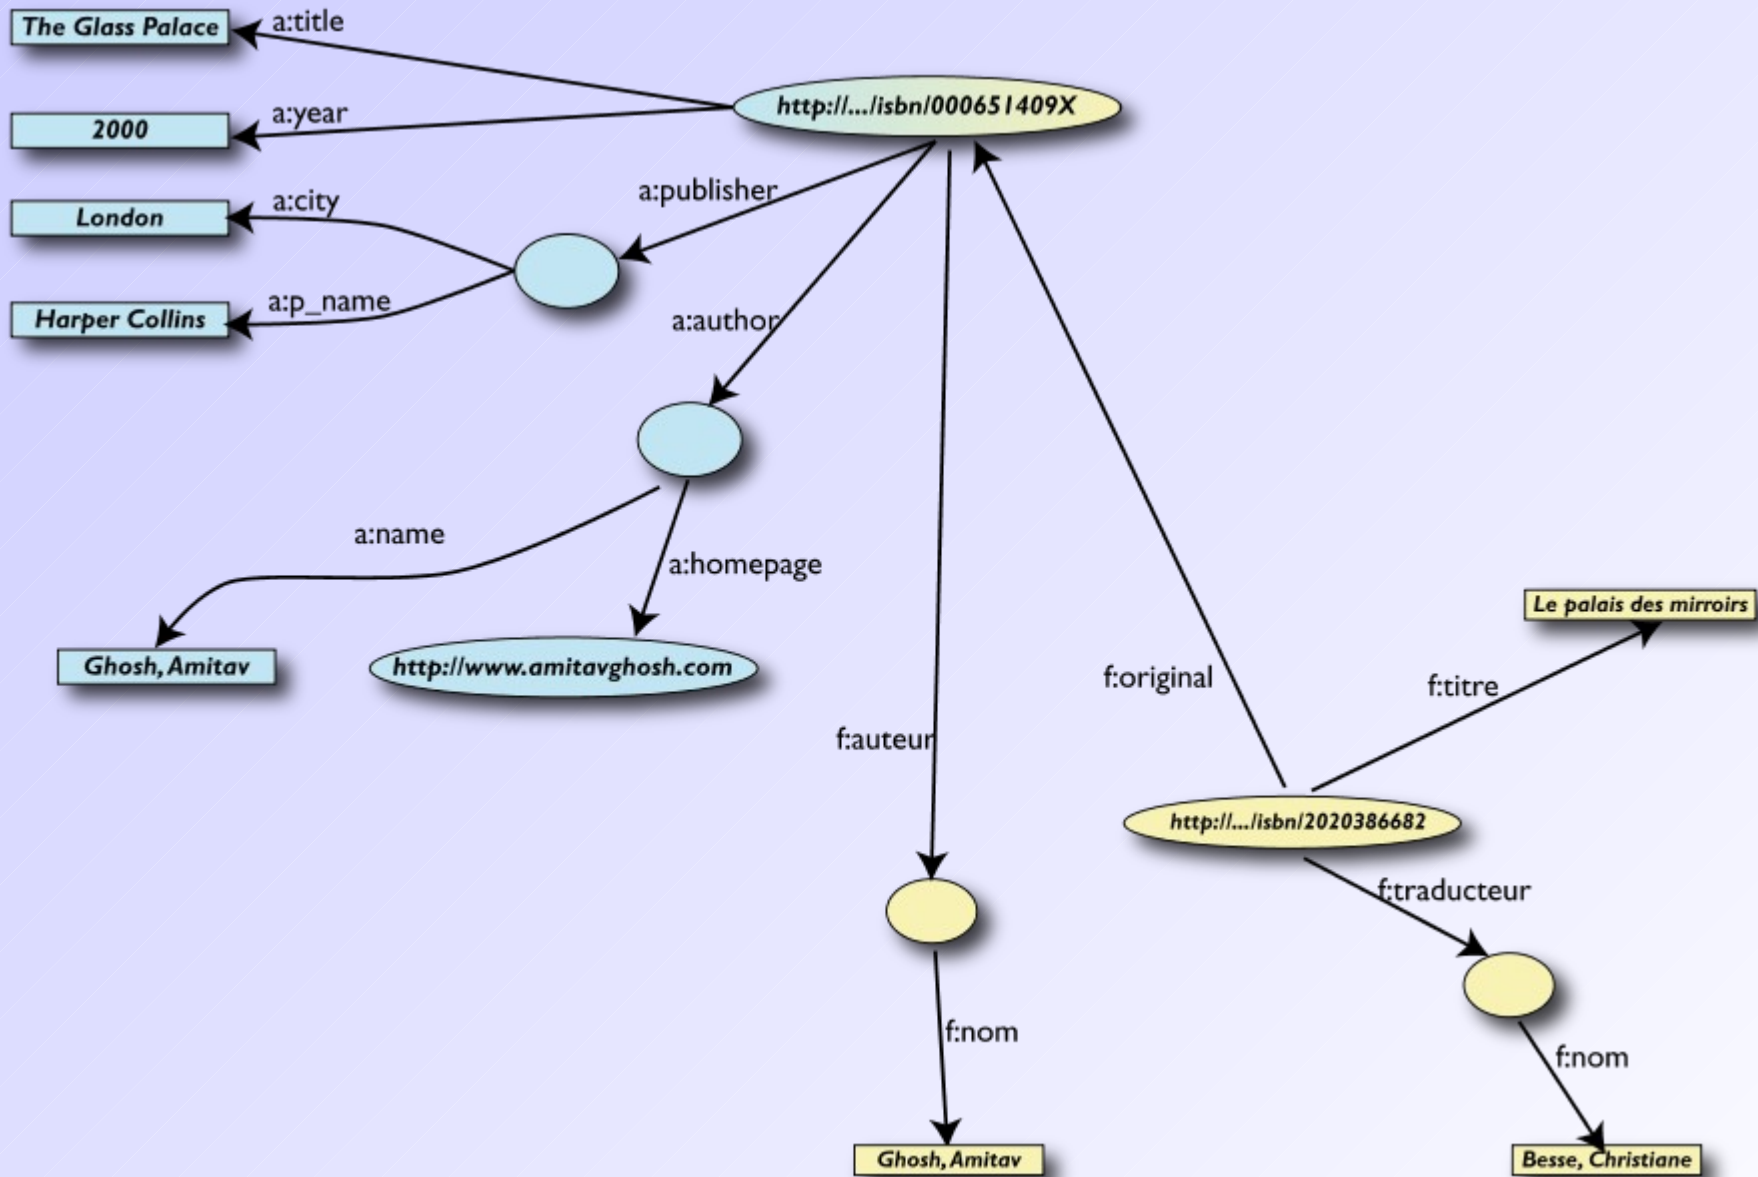 The Glass Palace
a:title
http://.../isbn/000651409X
a:year
2000
a:publisher
a:city
London
a:p_name
Harper Collins
a:author
a:name
a:homepage
Le palais des mirroirs
Ghosh, Amitav
http://www.amitavghosh.com
f:original
f:titre
f:auteur
http://.../isbn/2020386682
f:traducteur
f:nom
f:nom
Ghosh, Amitav
Besse, Christiane